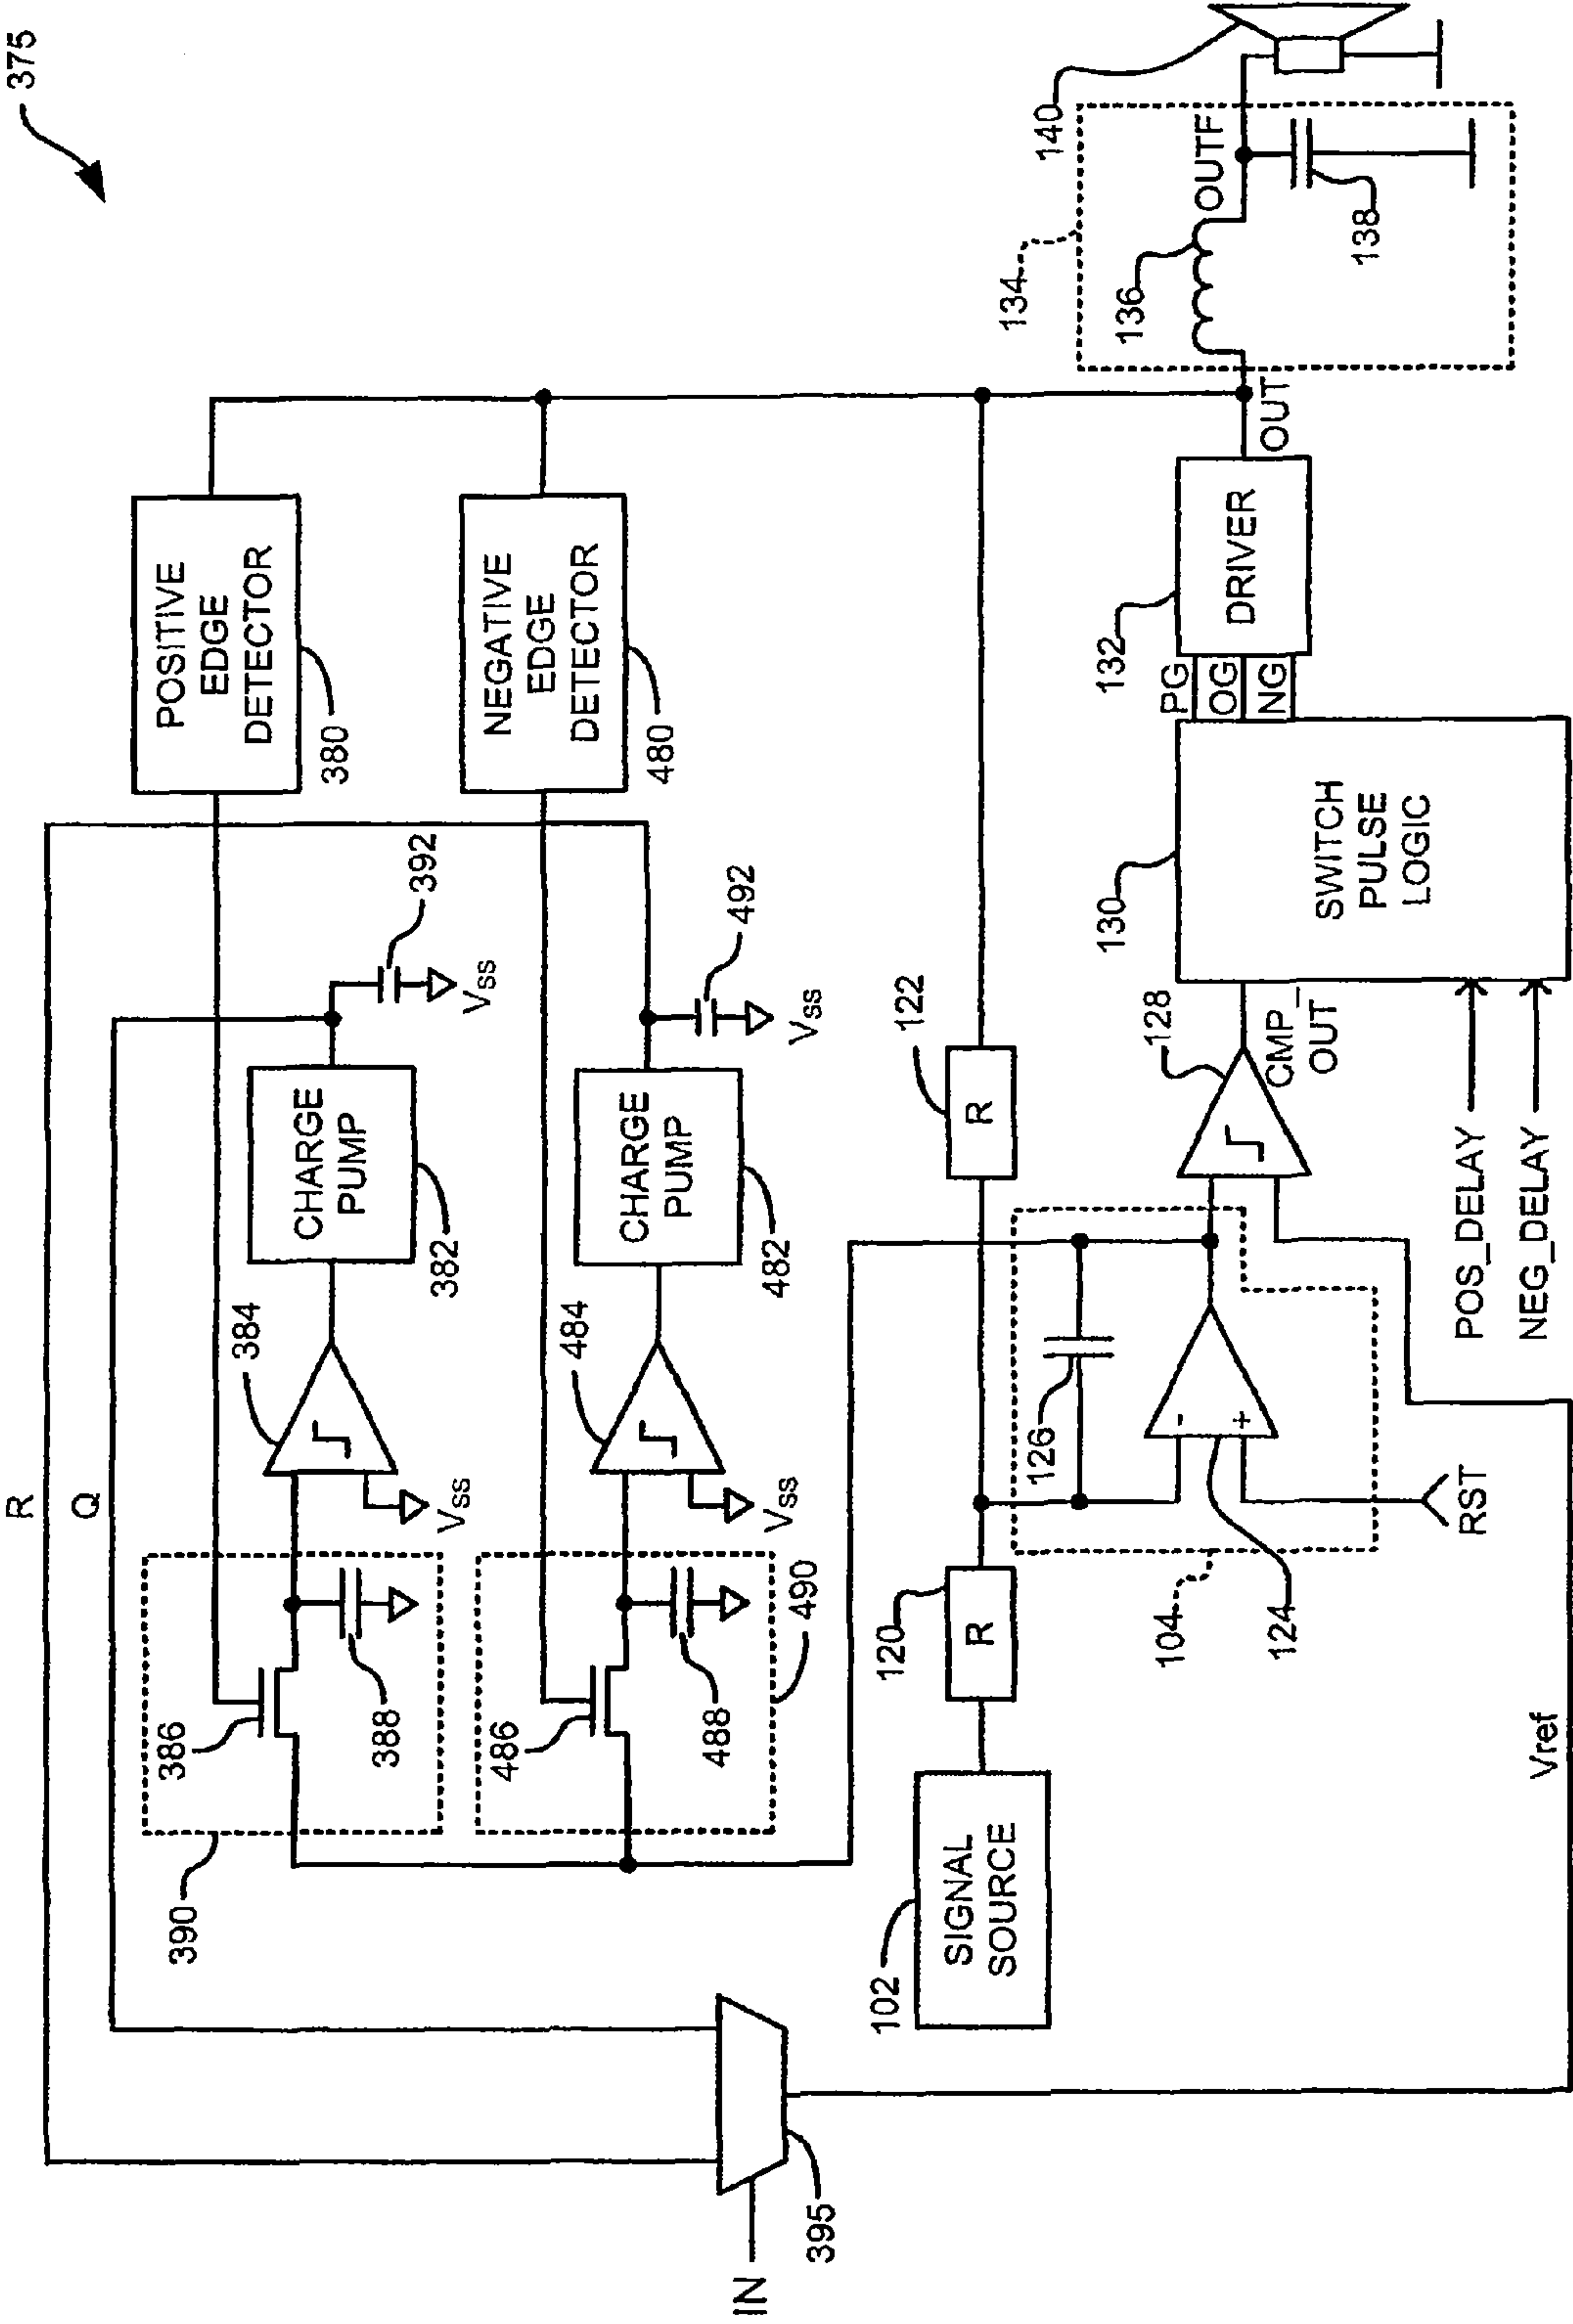 375
R
Q
POSITIVE
EDGE
DETECTOR
380
NEGATIVE
EDGE
DETECTOR
480
392
Vss
CHARGE
PUMP
382
384
Vss
386
388
390
492
Vss
CHARGE
PUMP
482
484
Vss
486
488
490
IN
395
SIGNAL
SOURCE
102
R
120
R
122
126
-
+
104
124
RST
Vref
128
CMP_
OUT
SWITCH
PULSE
LOGIC
130
POS_DELAY
NEG_DELAY
PG
OG
NG
DRIVER
132
OUT
134
136
OUTF
138
140